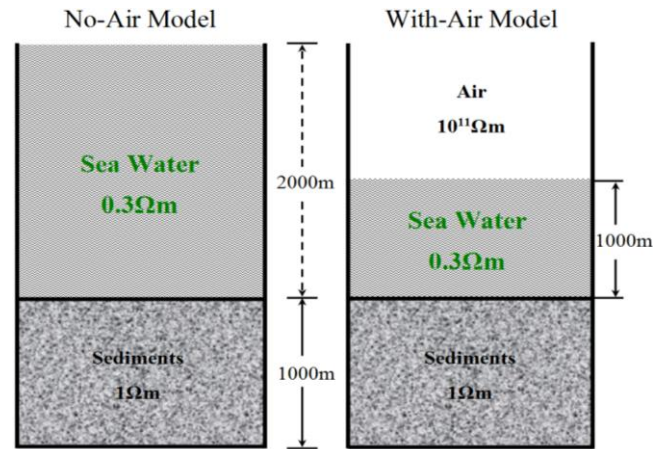 No-Air Model
With-Air Model
Sea Water
0.3Ωm
2000m
Sediments
1Ωm
1000m
Air
10¹¹Ωm
Sea Water
0.3Ωm
1000m
Sediments
1Ωm